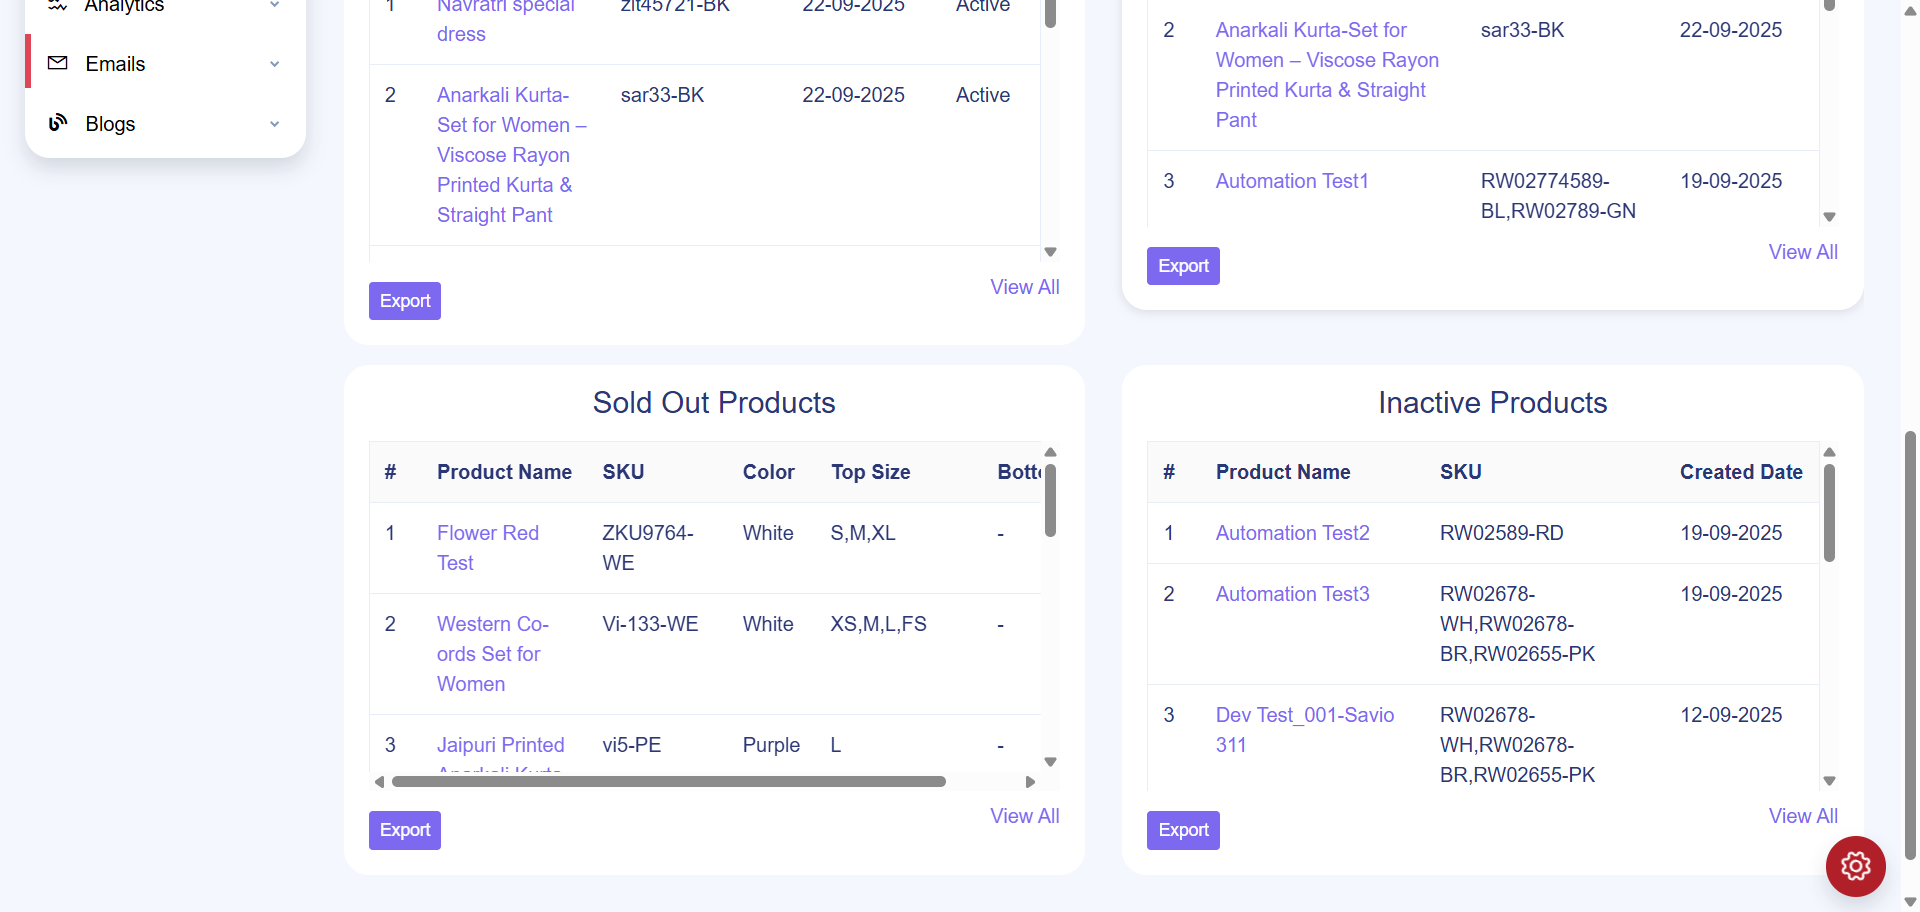 Analytics
Emails
Blogs
1 Navratri special zlt45721-BK 22-09-2025 Active
dress
2 Anarkali Kurta- sar33-BK 22-09-2025 Active
Set for Women –
Viscose Rayon
Printed Kurta &
Straight Pant
Export
View All
2 Anarkali Kurta-Set for sar33-BK 22-09-2025
Women – Viscose Rayon
Printed Kurta & Straight
Pant
3 Automation Test1 RW02774589- 19-09-2025
BL,RW02789-GN
Export
View All
Sold Out Products
# Product Name SKU Color Top Size Botto
1 Flower Red ZKU9764- White S,M,XL -
Test WE
2 Western Co- Vi-133-WE White XS,M,L,FS -
ords Set for
Women
3 Jaipuri Printed vi5-PE Purple L -
Anarkali Kurta
Export
View All
Inactive Products
# Product Name SKU Created Date
1 Automation Test2 RW02589-RD 19-09-2025
2 Automation Test3 RW02678- 19-09-2025
WH,RW02678-
BR,RW02655-PK
3 Dev Test_001-Savio RW02678- 12-09-2025
311 WH,RW02678-
BR,RW02655-PK
Export
View All